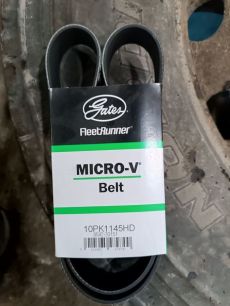 Gates
FleetRunner
MICRO-V®
Belt
10PK1145HD